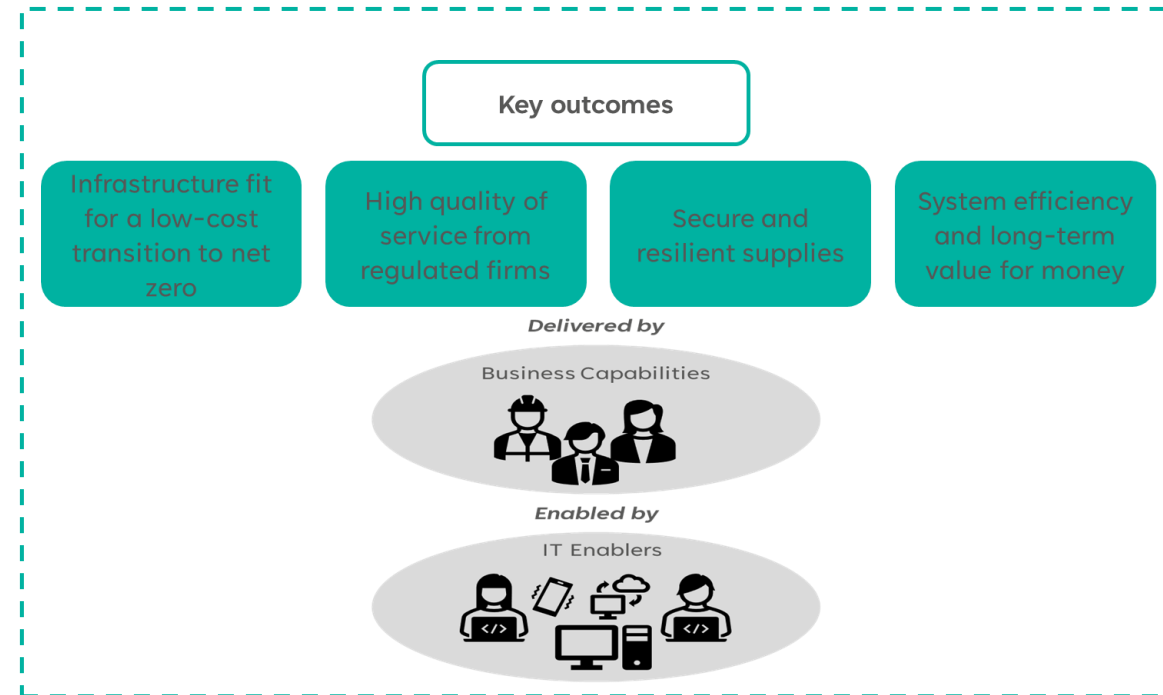 Key outcomes
Infrastructure fit
for a low-cost
transition to net
zero
High quality of
service from
regulated firms
Secure and
resilient supplies
System efficiency
and long-term
value for money
Delivered by
Business Capabilities
Enabled by
IT Enablers
</>
</>